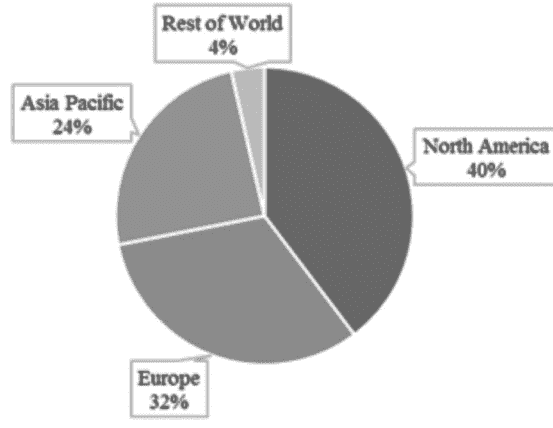 Rest of World
4%
Asia Pacific
24%
North America
40%
Europe
32%